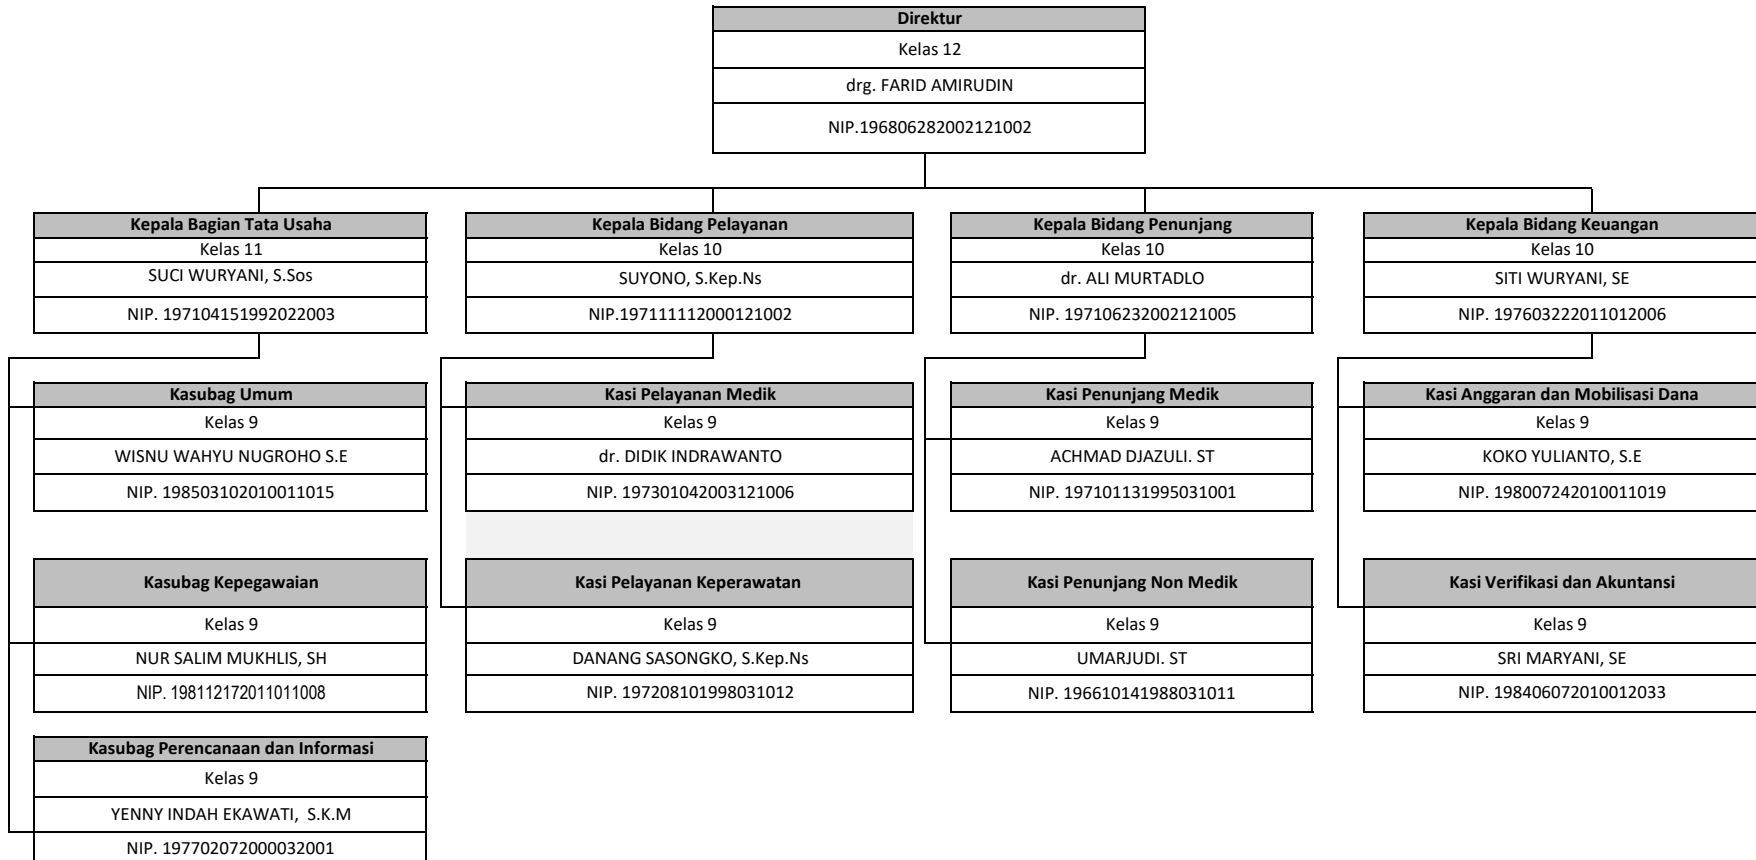 Direktur
Kelas 12
drg. FARID AMIRUDIN
NIP.196806282002121002
Kepala Bagian Tata Usaha
Kelas 11
SUCI WURYANI, S.Sos
NIP. 197104151992022003
Kepala Bidang Pelayanan
Kelas 10
SUYONO, S.Kep.Ns
NIP.197111112000121002
Kepala Bidang Penunjang
Kelas 10
dr. ALI MURTADLO
NIP. 197106232002121005
Kepala Bidang Keuangan
Kelas 10
SITI WURYANI, SE
NIP. 197603222011012006
Kasubag Umum
Kelas 9
WISNU WAHYU NUGROHO S.E
NIP. 198503102010011015
Kasi Pelayanan Medik
Kelas 9
dr. DIDIK INDRAWANTO
NIP. 197301042003121006
Kasi Penunjang Medik
Kelas 9
ACHMAD DJAZULI. ST
NIP. 197101131995031001
Kasi Anggaran dan Mobilisasi Dana
Kelas 9
KOKO YULIANTO, S.E
NIP. 198007242010011019
Kasubag Kepegawaian
Kelas 9
NUR SALIM MUKHLIS, SH
NIP. 198112172011011008
Kasi Pelayanan Keperawatan
Kelas 9
DANANG SASONGKO, S.Kep.Ns
NIP. 197208101998031012
Kasi Penunjang Non Medik
Kelas 9
UMARJUDI. ST
NIP. 196610141988031011
Kasi Verifikasi dan Akuntansi
Kelas 9
SRI MARYANI, SE
NIP. 198406072010012033
Kasubag Perencanaan dan Informasi
Kelas 9
YENNY INDAH EKAWATI,  S.K.M
NIP. 197702072000032001